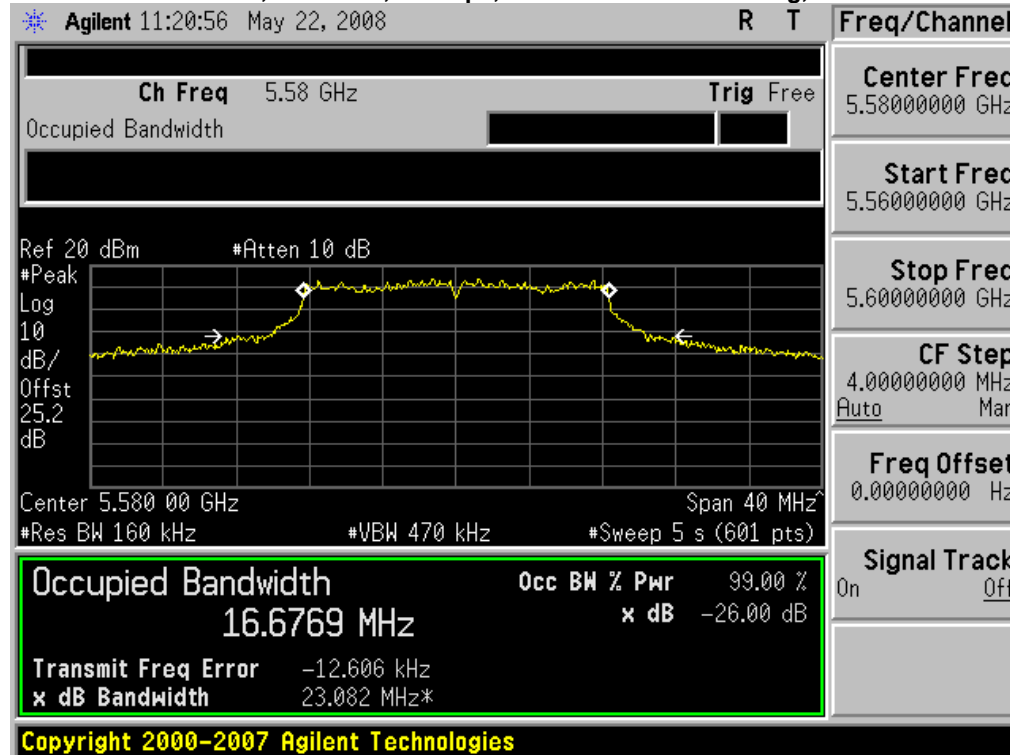 Agilent 11:20:56 May 22, 2008 R T
Ch Freq 5.58 GHz Trig Free
Occupied Bandwidth
Ref 20 dBm #Atten 10 dB
#Peak
Log
10
dB/
Offst
25.2
dB
Center 5.580 00 GHz Span 40 MHz^
#Res BW 160 kHz #VBW 470 kHz #Sweep 5 s (601 pts)
Occupied Bandwidth
16.6769 MHz
Occ BW % Pwr 99.00 %
x dB -26.00 dB
Transmit Freq Error -12.606 kHz
x dB Bandwidth 23.082 MHz*
Copyright 2000-2007 Agilent Technologies
Freq/Channel
Center Freq
5.58000000 GHz
Start Freq
5.56000000 GHz
Stop Freq
5.60000000 GHz
CF Step
4.00000000 MHz
Auto Man
Freq Offset
0.00000000 Hz
Signal Track
On Off